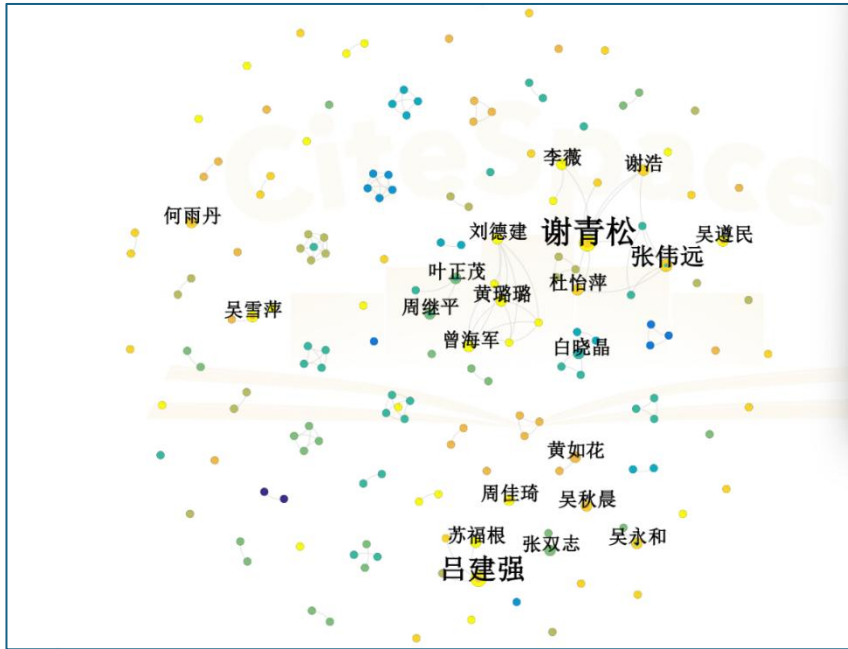 CiteSpace
李薇
谢浩
何雨丹
刘德建
谢青松
吴遵民
张伟远
叶正茂
黄璐璐
杜怡萍
吴雪萍
周继平
曾海军
白晓晶
黄如花
周佳琦
吴秋晨
苏福根
张双志
吴永和
吕建强